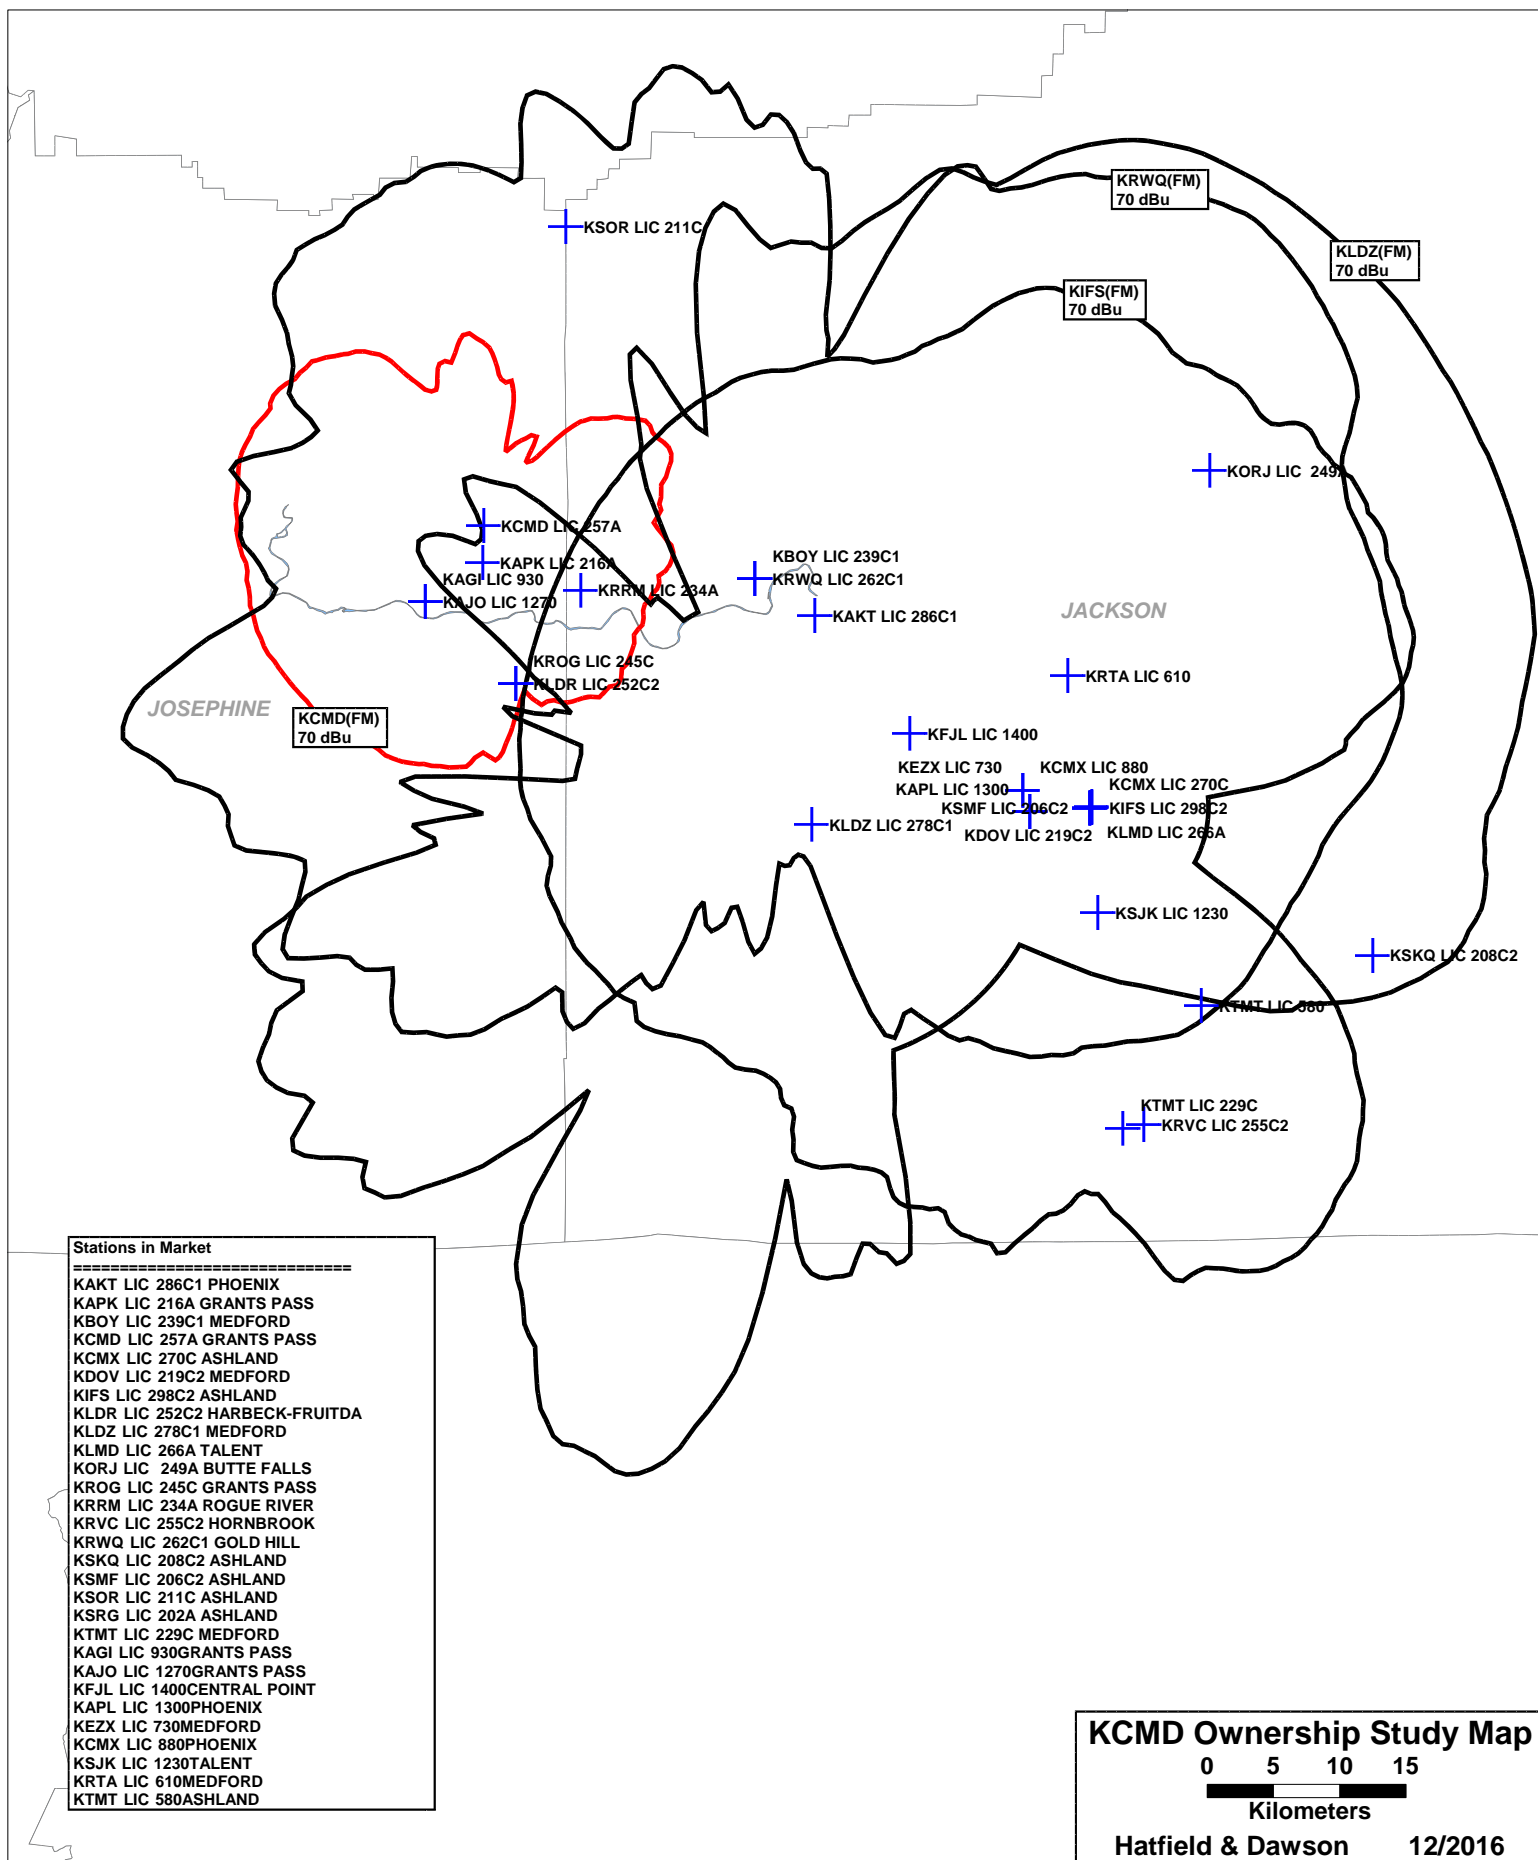 KRWQ(FM)
70 dBu
KSOR LIC 211C
KLDZ(FM)
70 dBu
KIFS(FM)
70 dBu
KORJ LIC  249A
KCMD LIC 257A
KBOY LIC 239C1
KAPK LIC 216A
KAGI LIC 930
KRWQ LIC 262C1
KRRM LIC 234A
KAJO LIC 1270
JACKSON
KAKT LIC 286C1
KROG LIC 245C
KRTA LIC 610
KLDR LIC 252C2
JOSEPHINE
KCMD(FM)
70 dBu
KFJL LIC 1400
KEZX LIC 730
KCMX LIC 880
KCMX LIC 270C
KAPL LIC 1300
KSMF LIC 206C2
KIFS LIC 298C2
KLDZ LIC 278C1
KDOV LIC 219C2
KLMD LIC 266A
KSJK LIC 1230
KSKQ LIC 208C2
KTMT LIC 580
KTMT LIC 229C
KRVC LIC 255C2
Stations in Market
==============================
KAKT LIC 286C1 PHOENIX
KAPK LIC 216A GRANTS PASS
KBOY LIC 239C1 MEDFORD
KCMD LIC 257A GRANTS PASS
KCMX LIC 270C ASHLAND
KDOV LIC 219C2 MEDFORD
KIFS LIC 298C2 ASHLAND
KLDR LIC 252C2 HARBECK-FRUITDA
KLDZ LIC 278C1 MEDFORD
KLMD LIC 266A TALENT
KORJ LIC  249A BUTTE FALLS
KROG LIC 245C GRANTS PASS
KRRM LIC 234A ROGUE RIVER
KRVC LIC 255C2 HORNBROOK
KRWQ LIC 262C1 GOLD HILL
KSKQ LIC 208C2 ASHLAND
KSMF LIC 206C2 ASHLAND
KSOR LIC 211C ASHLAND
KSRG LIC 202A ASHLAND
KTMT LIC 229C MEDFORD
KAGI LIC 930GRANTS PASS
KAJO LIC 1270GRANTS PASS
KFJL LIC 1400CENTRAL POINT
KAPL LIC 1300PHOENIX
KEZX LIC 730MEDFORD
KCMX LIC 880PHOENIX
KSJK LIC 1230TALENT
KRTA LIC 610MEDFORD
KTMT LIC 580ASHLAND
KCMD Ownership Study Map
0 5 10 15
Kilometers
Hatfield & Dawson 12/2016